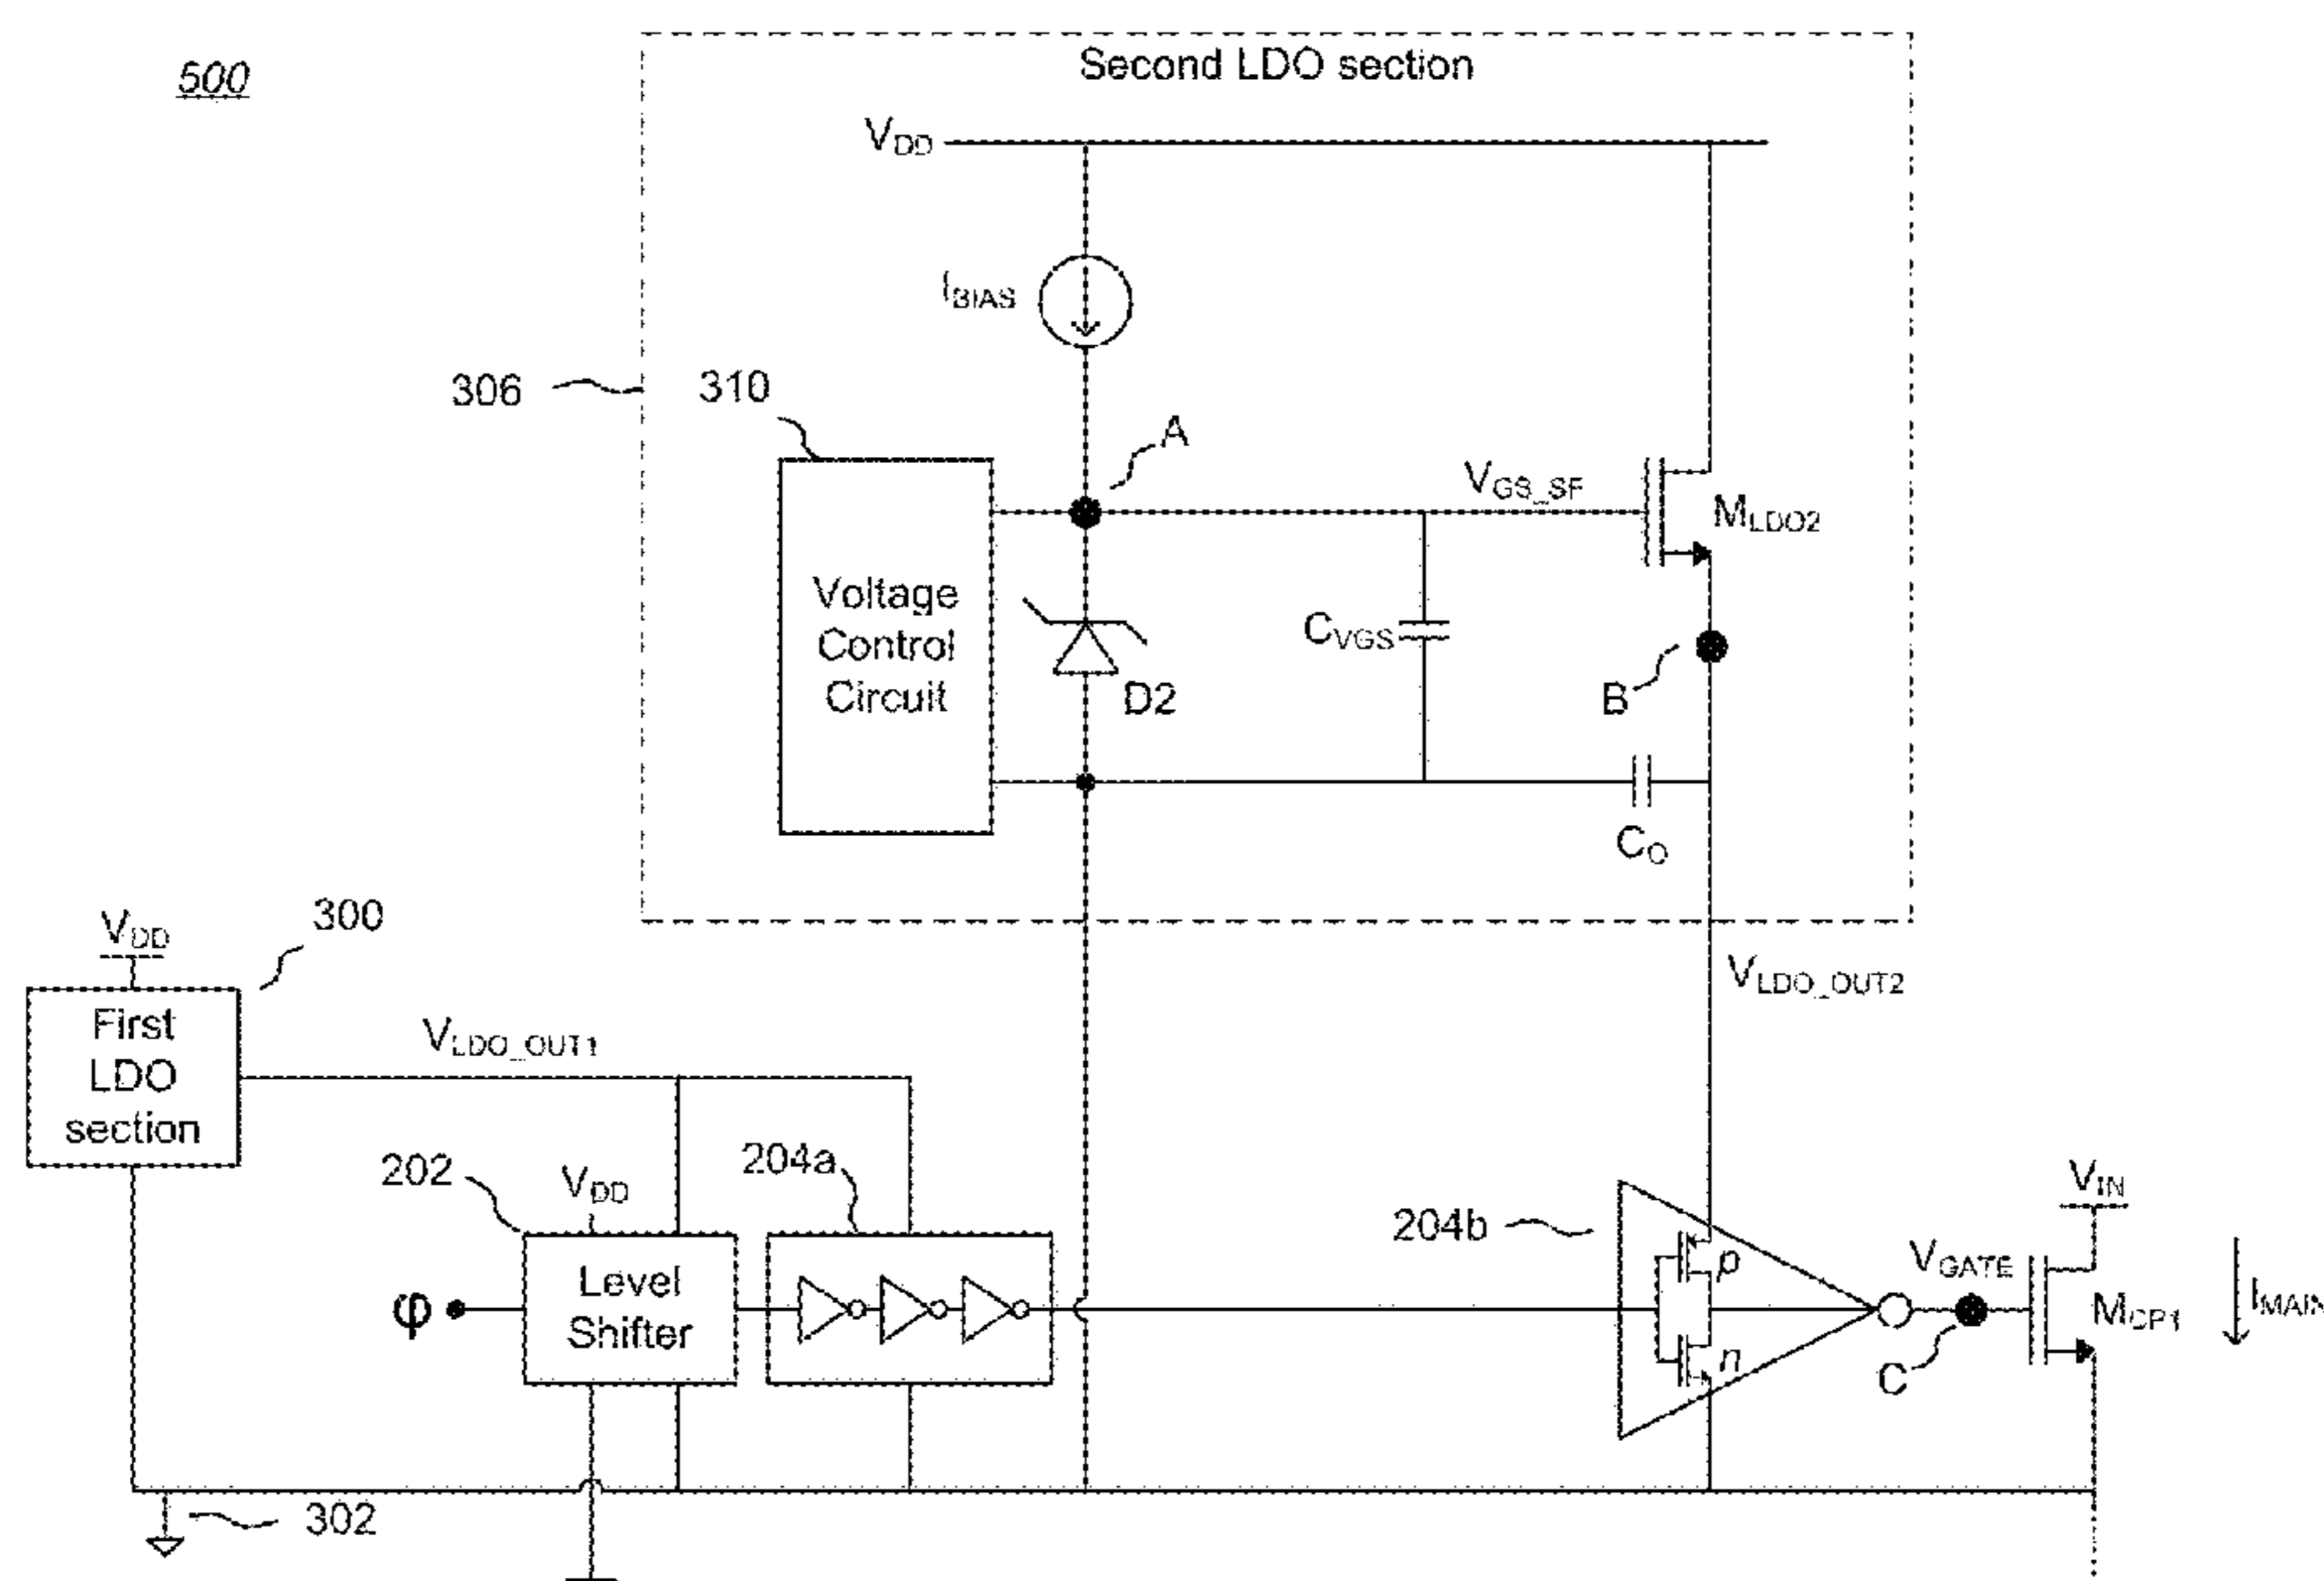 500
Second LDO section
VDD
IBIAS
306
310
A
VGS_SF
MLDO2
Voltage
Control
Circuit
CVGS
D2
B
CO
VDD
300
First
LDO
section
VLDO_OUT1
VLDO_OUT2
202
VDD
204a
204b
VIN
Level
Shifter
φ
p
n
VGATE
C
MCP1
IMAIN
302